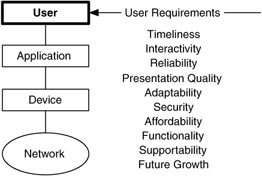 User
User Requirements
Application
Device
Network
Timeliness
Interactivity
Reliability
Presentation Quality
Adaptability
Security
Affordability
Functionality
Supportability
Future Growth